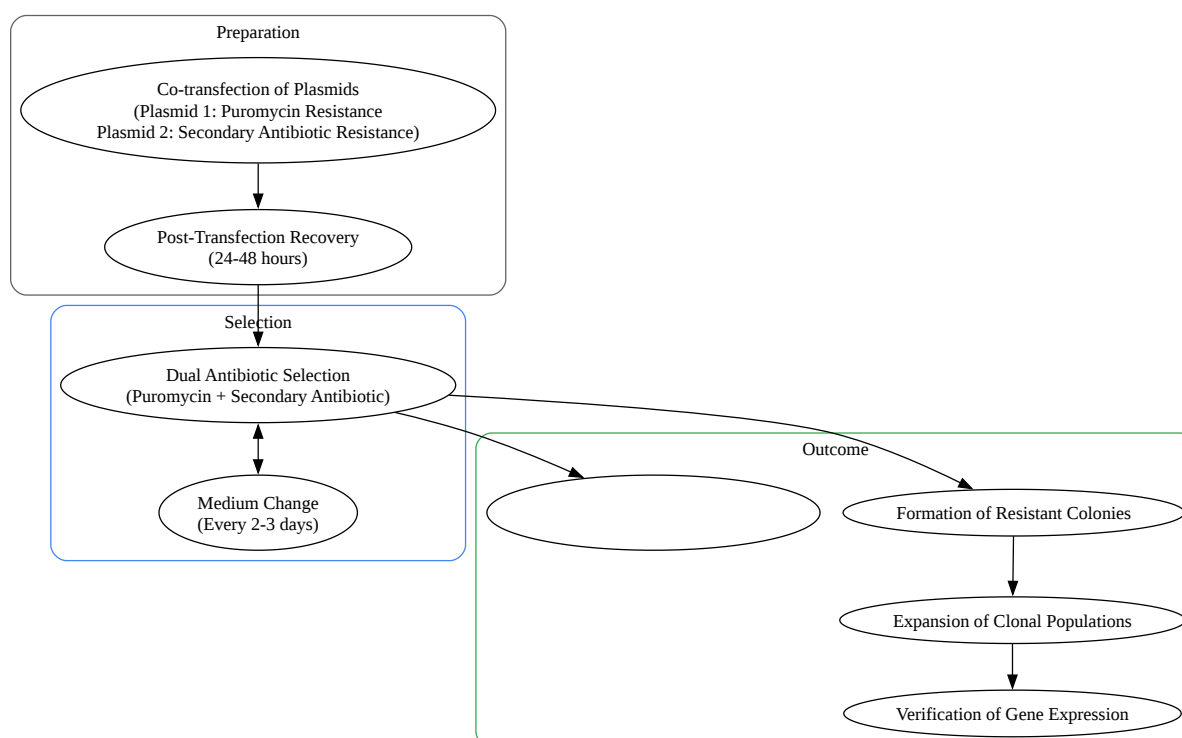 Preparation
Co-transfection of Plasmids
(Plasmid 1: Puromycin Resistance
Plasmid 2: Secondary Antibiotic Resistance)
Post-Transfection Recovery
(24-48 hours)
Selection
Dual Antibiotic Selection
(Puromycin + Secondary Antibiotic)
Medium Change
(Every 2-3 days)
Outcome
Formation of Resistant Colonies
Expansion of Clonal Populations
Verification of Gene Expression